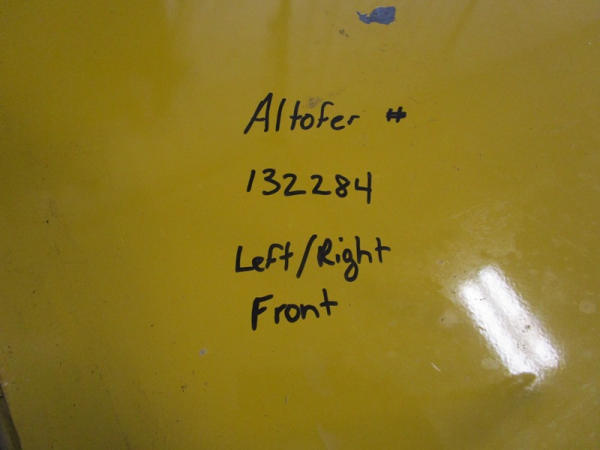 Altofer #
132284
Left/Right
Front